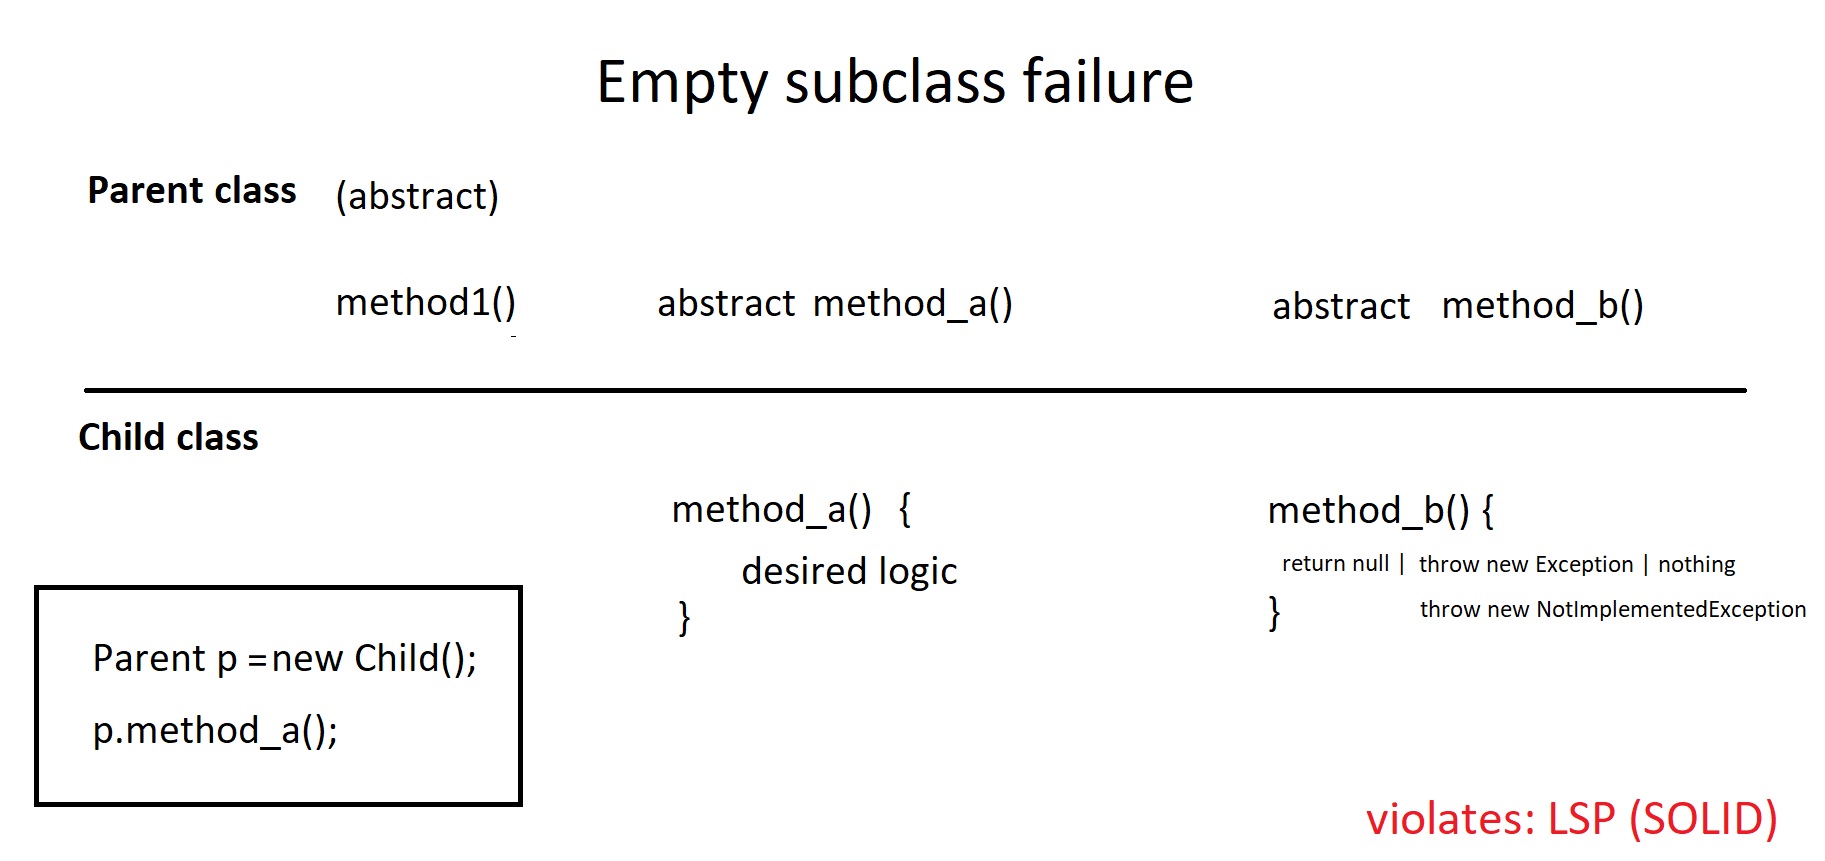 Empty subclass failure
Parent class (abstract)
method1() abstract method_a() abstract method_b()
Child class
method_a() { method_b() {
desired logic return null | throw new Exception | nothing
} } throw new NotImplementedException
Parent p =new Child();
p.method_a();
violates: LSP (SOLID)